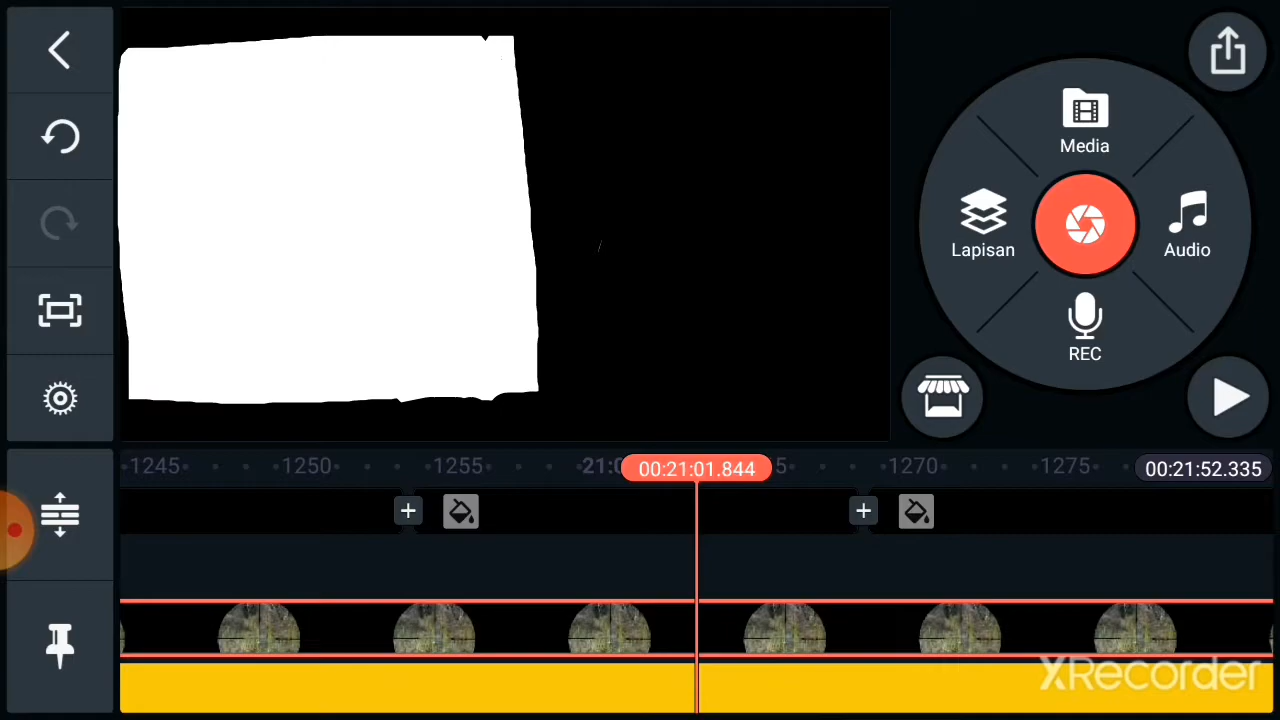 Media
Lapisan
Audio
REC
1245
1250
1255
00:21:01.844
1270
1275
00:21:52.335
XRecorder